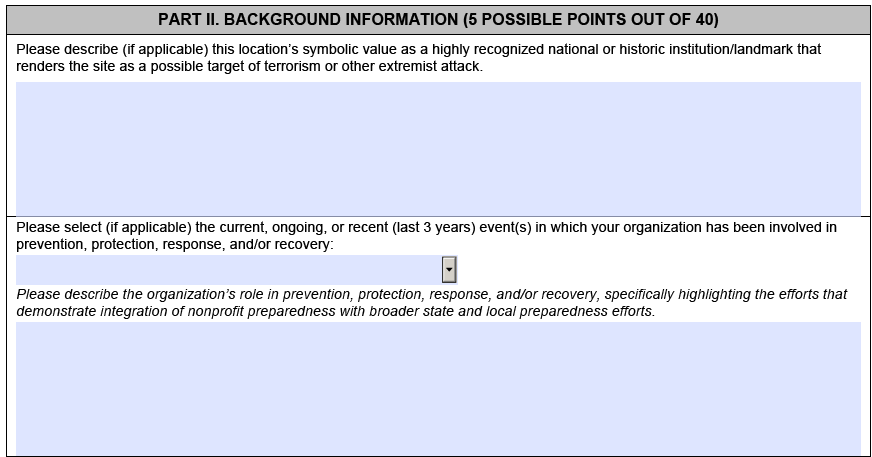 PART II. BACKGROUND INFORMATION (5 POSSIBLE POINTS OUT OF 40)
Please describe (if applicable) this location's symbolic value as a highly recognized national or historic institution/landmark that
renders the site as a possible target of terrorism or other extremist attack.
Please select (if applicable) the current, ongoing, or recent (last 3 years) event(s) in which your organization has been involved in
prevention, protection, response, and/or recovery:
Please describe the organization's role in prevention, protection, response, and/or recovery, specifically highlighting the efforts that
demonstrate integration of nonprofit preparedness with broader state and local preparedness efforts.